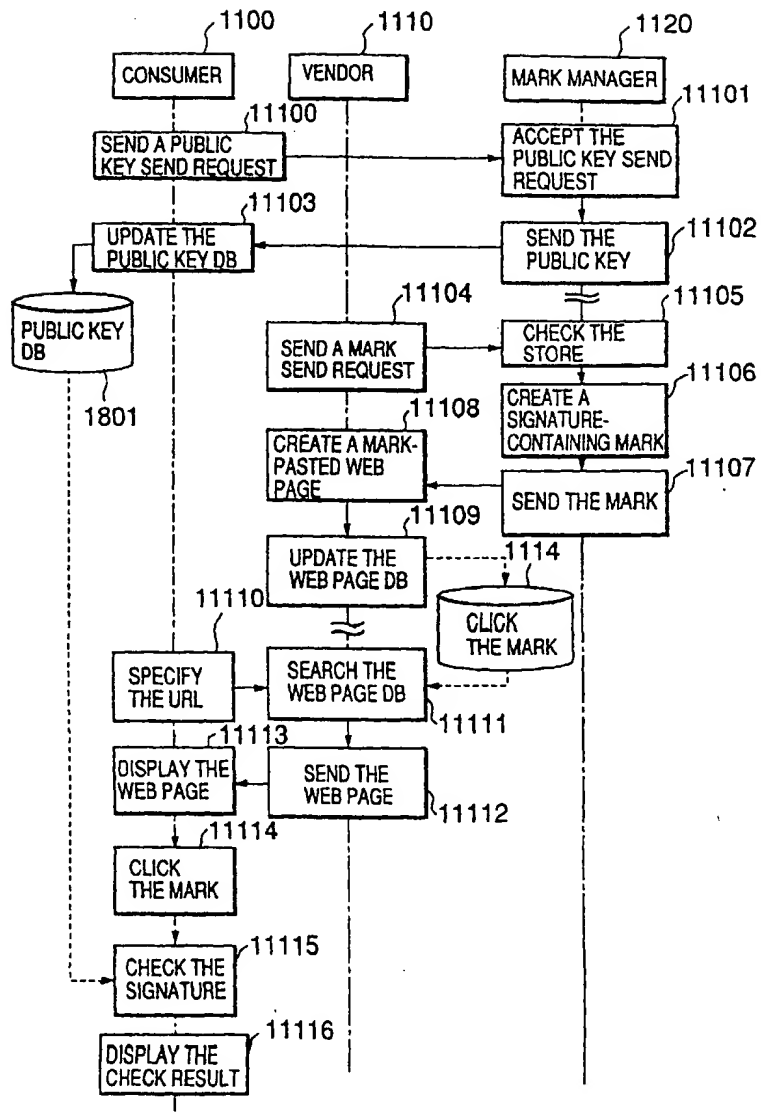 1100
1110
1120
CONSUMER
VENDOR
MARK MANAGER
11100
11101
SEND A PUBLIC
KEY SEND REQUEST
ACCEPT THE
PUBLIC KEY SEND
REQUEST
11103
UPDATE THE
PUBLIC KEY DB
11102
SEND THE
PUBLIC KEY
PUBLIC KEY
DB
1801
11104
SEND A MARK
SEND REQUEST
11105
CHECK THE
STORE
11106
CREATE A
SIGNATURE-
CONTAINING MARK
11108
CREATE A MARK-
PASTED WEB
PAGE
11107
SEND THE MARK
11109
UPDATE THE
WEB PAGE DB
1114
CLICK
THE MARK
11110
SPECIFY
THE URL
SEARCH THE
WEB PAGE DB
11111
11113
DISPLAY THE
WEB PAGE
SEND THE
WEB PAGE
11112
11114
CLICK
THE MARK
11115
CHECK THE
SIGNATURE
11116
DISPLAY THE
CHECK RESULT